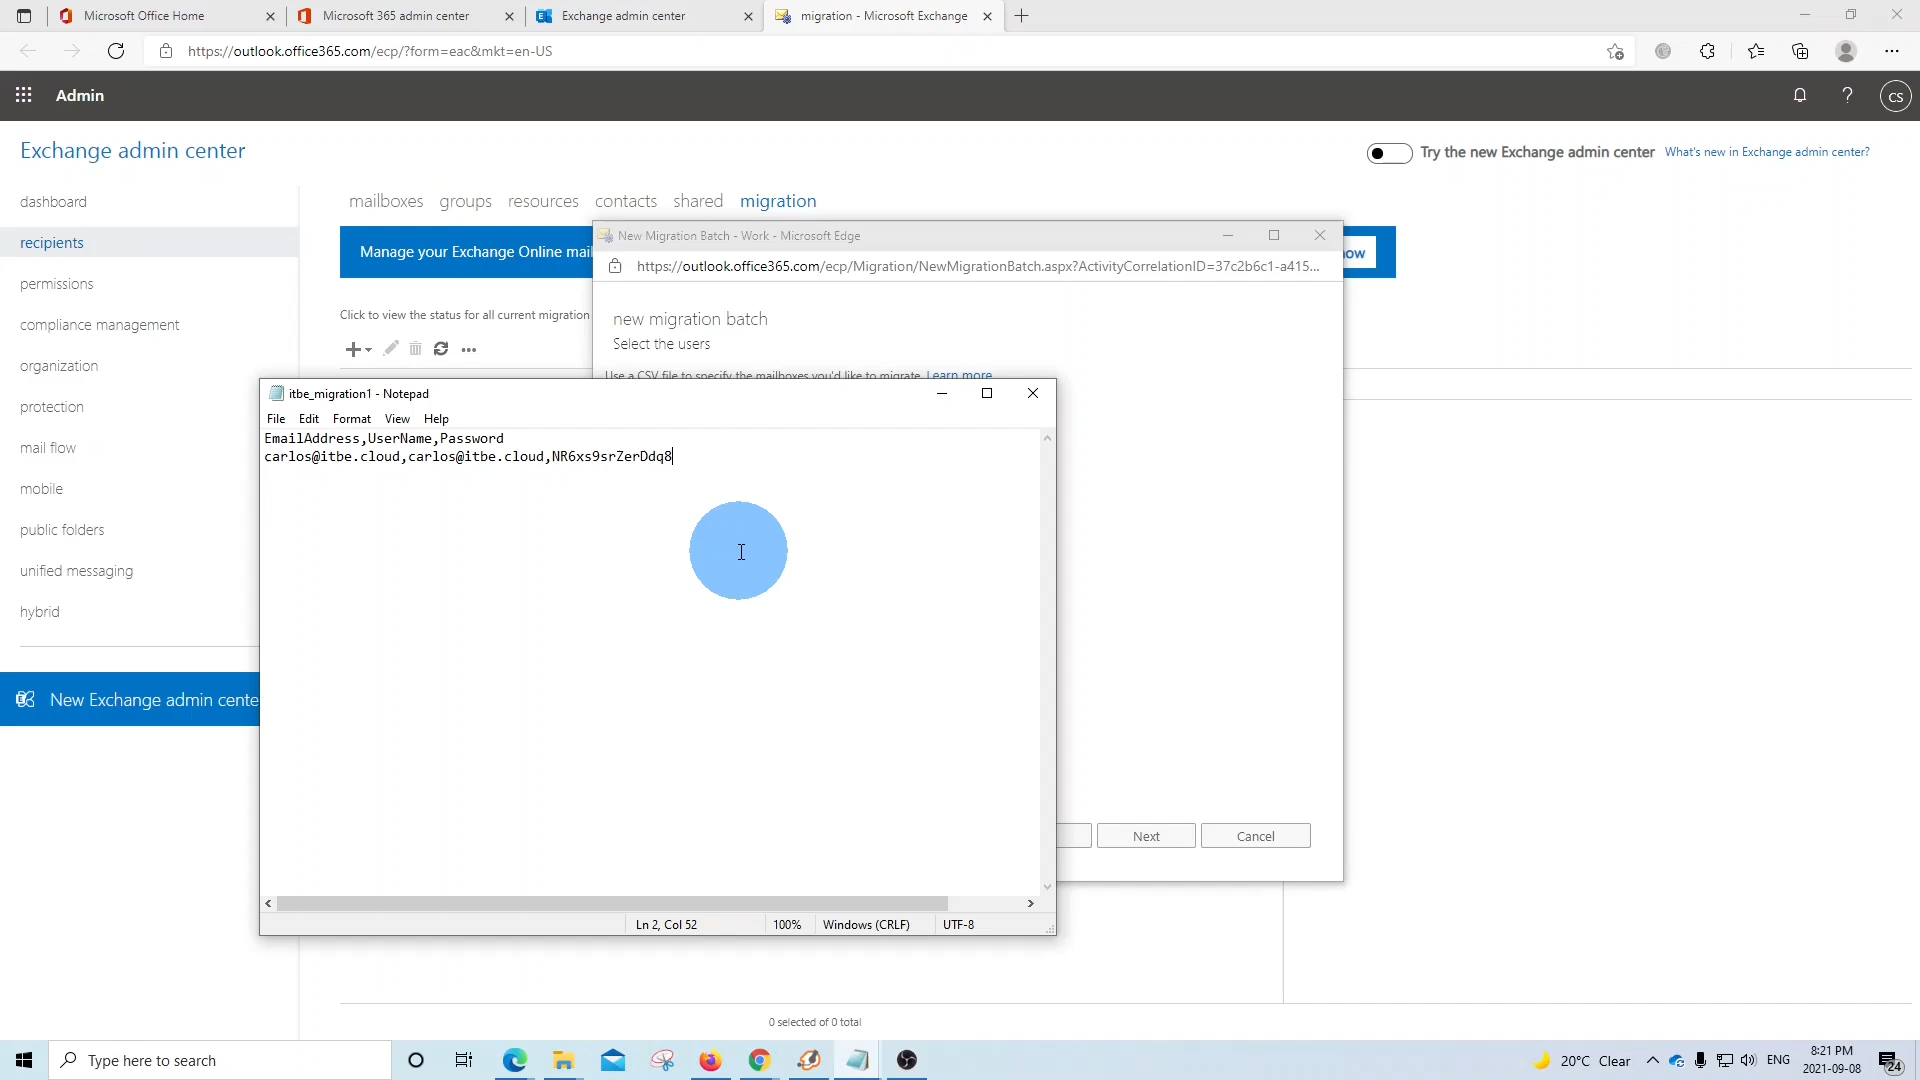 Microsoft Office Home
Microsoft 365 admin center
Exchange admin center
migration - Microsoft Exchange
https://outlook.office365.com/ecp/?form=eac&mkt=en-US
Admin
?
CS
Exchange admin center
Try the new Exchange admin center
What's new in Exchange admin center?
dashboard
recipients
permissions
compliance management
organization
protection
mail flow
mobile
public folders
unified messaging
hybrid
New Exchange admin cente
mailboxes groups resources contacts shared migration
Manage your Exchange Online mail
ow
Click to view the status for all current migration
New Migration Batch - Work - Microsoft Edge
https://outlook.office365.com/ecp/Migration/NewMigrationBatch.aspx?ActivityCorrelationID=37c2b6c1-a415...
new migration batch
Select the users
Use a CSV file to specify the mailboxes you'd like to migrate. Learn more
itbe_migration1 - Notepad
File Edit Format View Help
EmailAddress,UserName,Password
carlos@itbe.cloud,carlos@itbe.cloud,NR6xs9srZerDdq8
Ln 2, Col 52
100%
Windows (CRLF)
UTF-8
Next
Cancel
0 selected of 0 total
Type here to search
20°C Clear
ENG
8:21 PM
2021-09-08
24